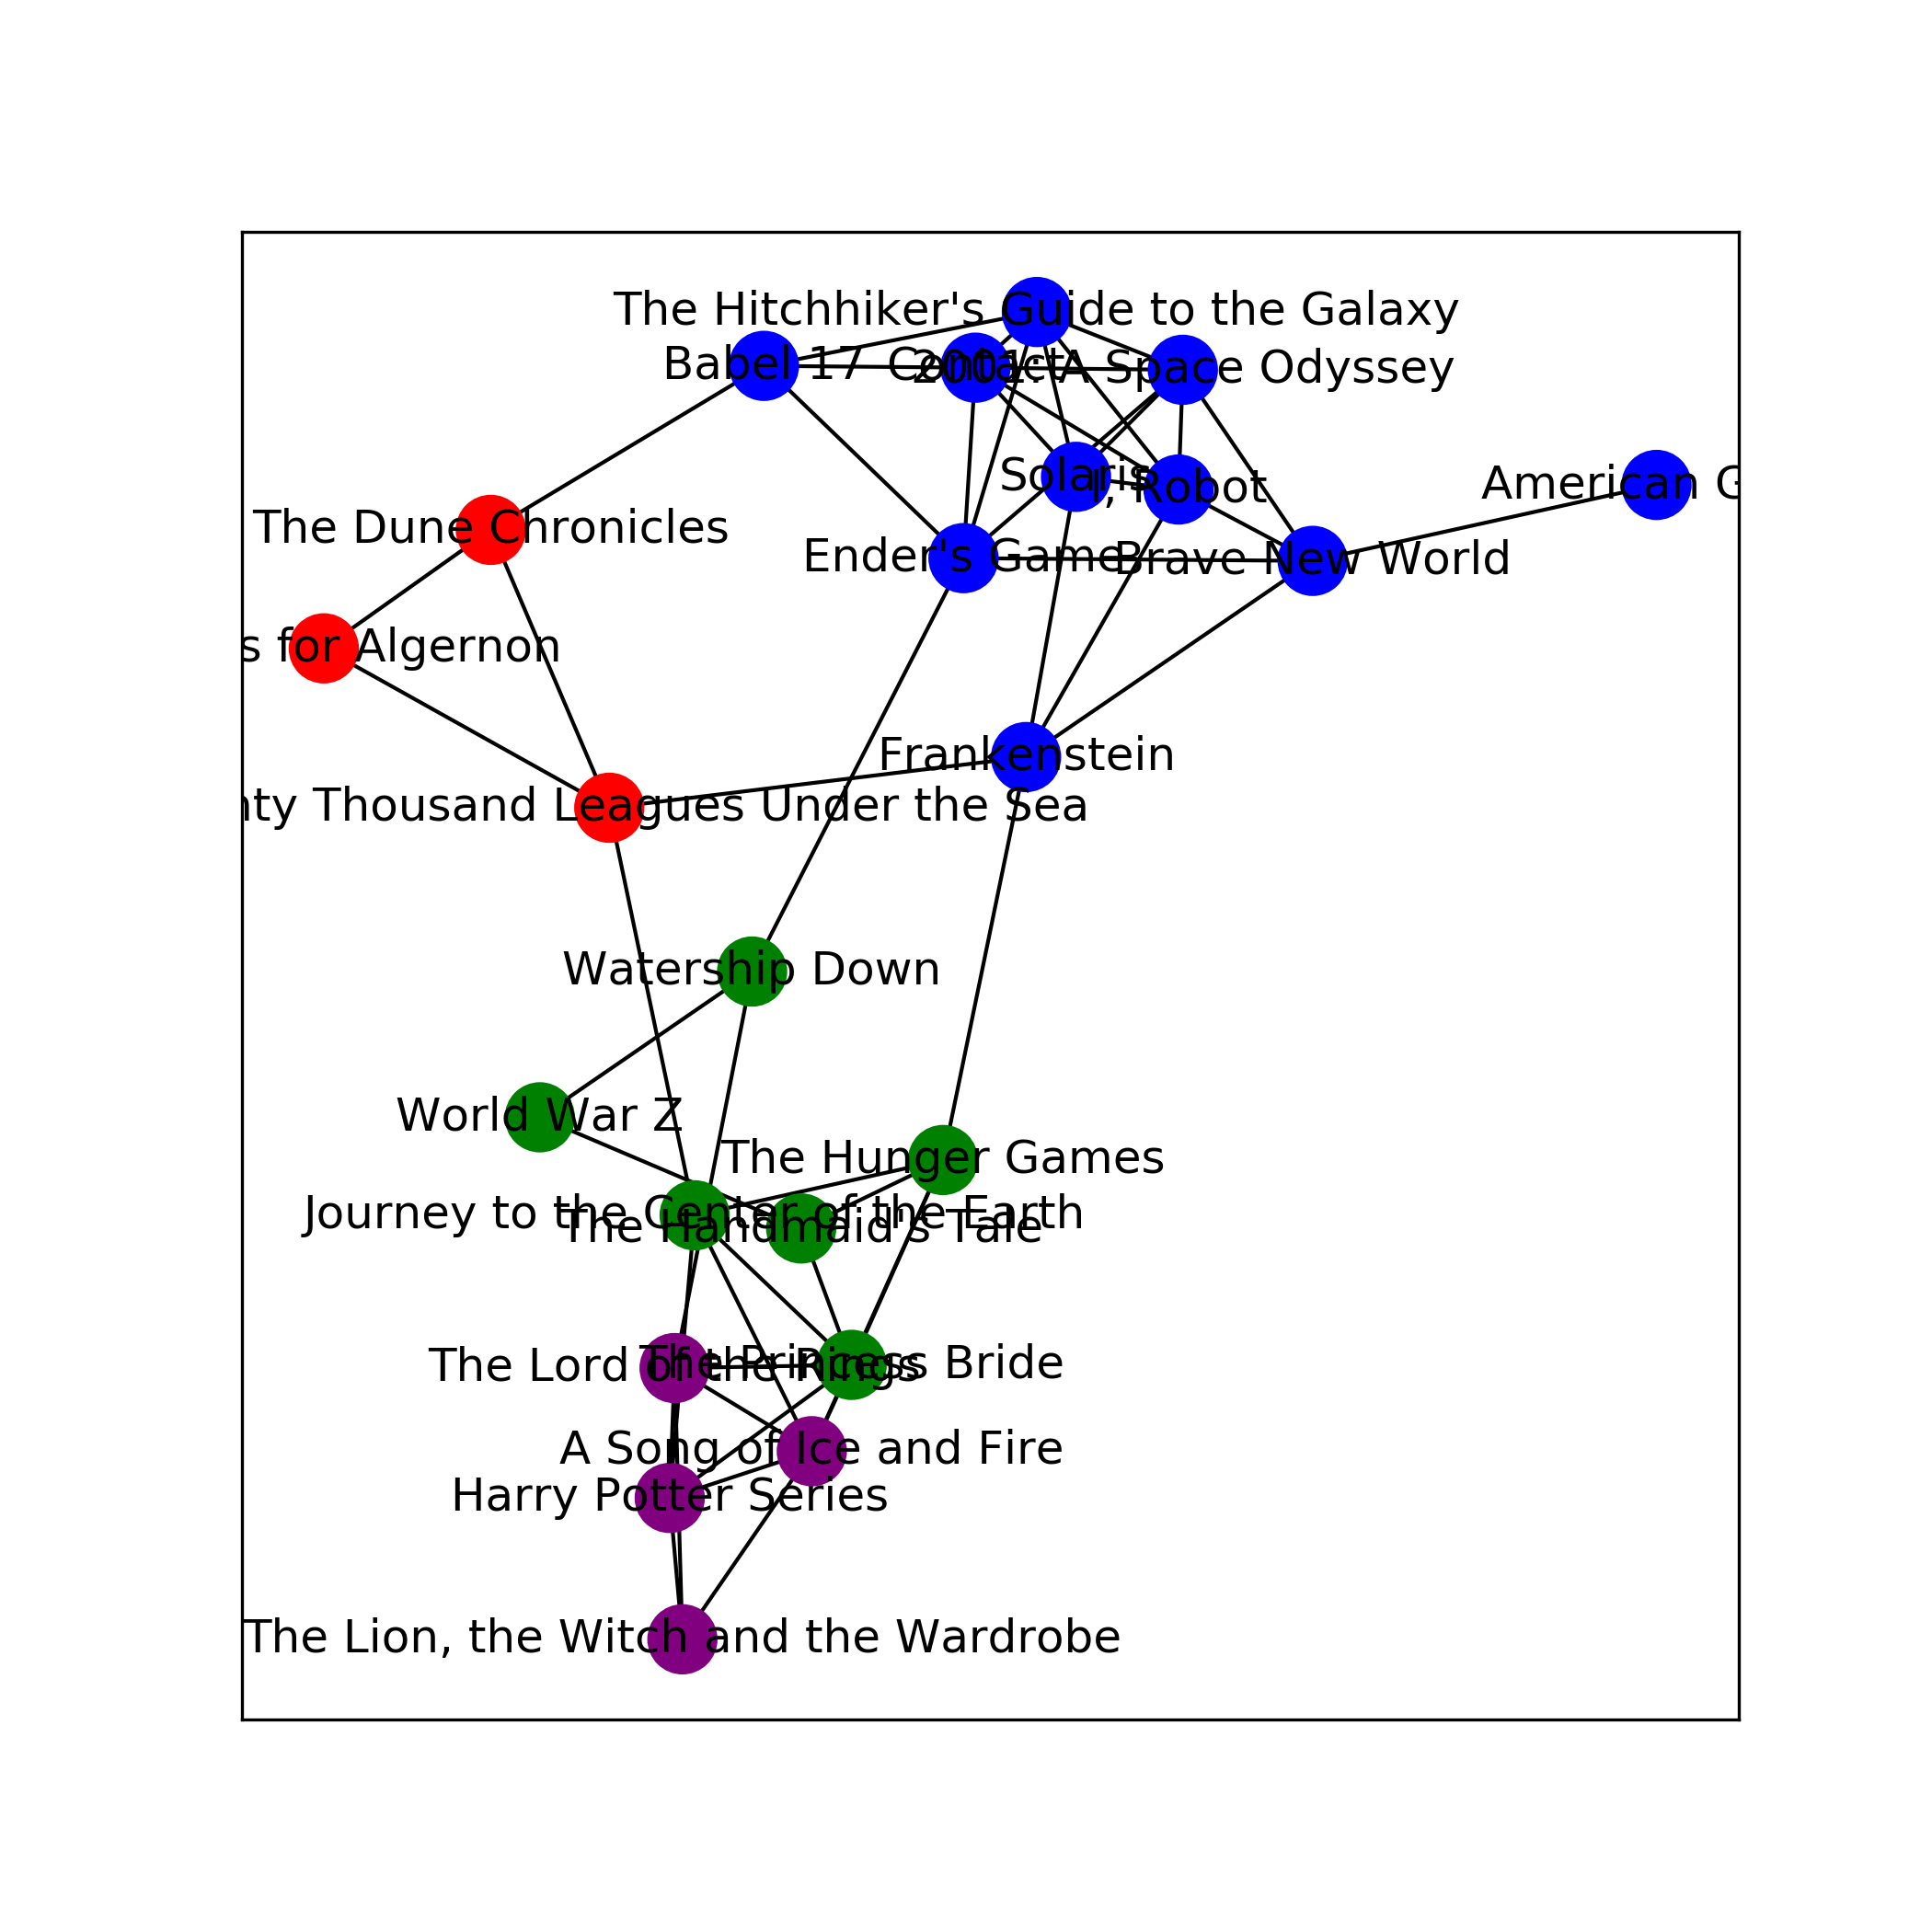 The Hitchhiker's Guide to the Galaxy
Babel 17
Contact
2001: A Space Odyssey
Solaris
I, Robot
American G
The Dune Chronicles
Ender's Game
Brave New World
s for Algernon
Frankenstein
nty Thousand Leagues Under the Sea
Watership Down
World War Z
The Hunger Games
Journey to the Center of the Earth
The Handmaid's Tale
The Lord of the Rings
The Princess Bride
A Song of Ice and Fire
Harry Potter Series
The Lion, the Witch and the Wardrobe